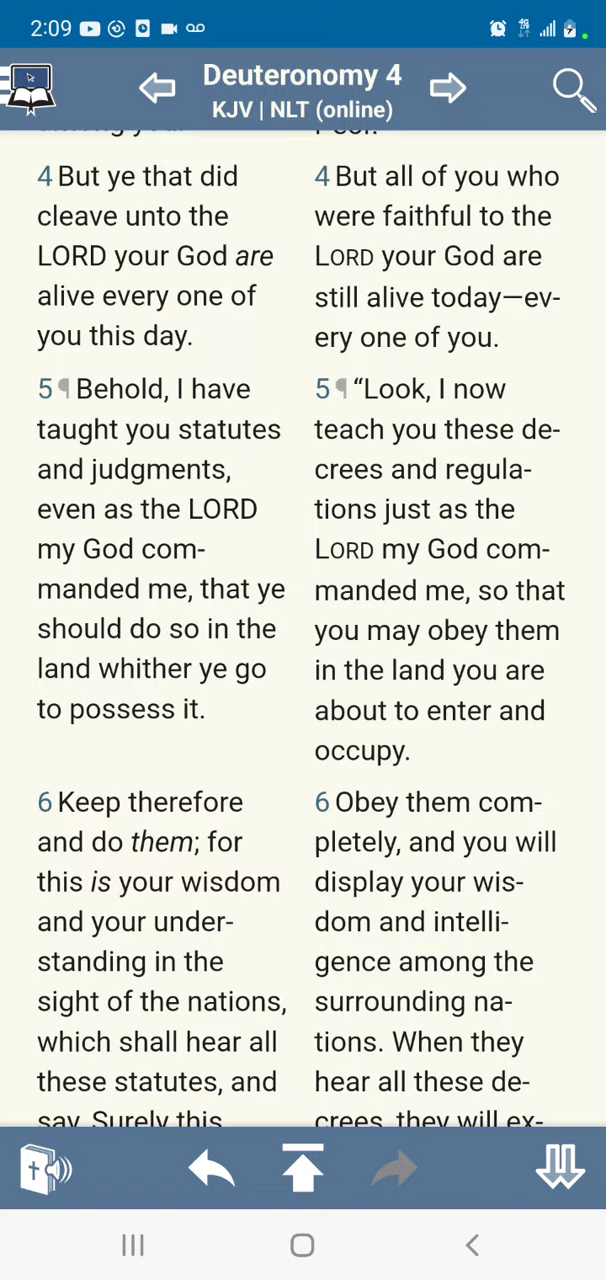 2:09
Deuteronomy 4
KJV | NLT (online)
4 But ye that did
cleave unto the
LORD your God are
alive every one of
you this day.
5 ¶ Behold, I have
taught you statutes
and judgments,
even as the LORD
my God com-
manded me, that ye
should do so in the
land whither ye go
to possess it.
6 Keep therefore
and do them; for
this is your wisdom
and your under-
standing in the
sight of the nations,
which shall hear all
these statutes, and
say, Surely this
4 But all of you who
were faithful to the
LORD your God are
still alive today—ev-
ery one of you.
5 ¶ “Look, I now
teach you these de-
crees and regula-
tions just as the
LORD my God com-
manded me, so that
you may obey them
in the land you are
about to enter and
occupy.
6 Obey them com-
pletely, and you will
display your wis-
dom and intelli-
gence among the
surrounding na-
tions. When they
hear all these de-
crees, they will ex-